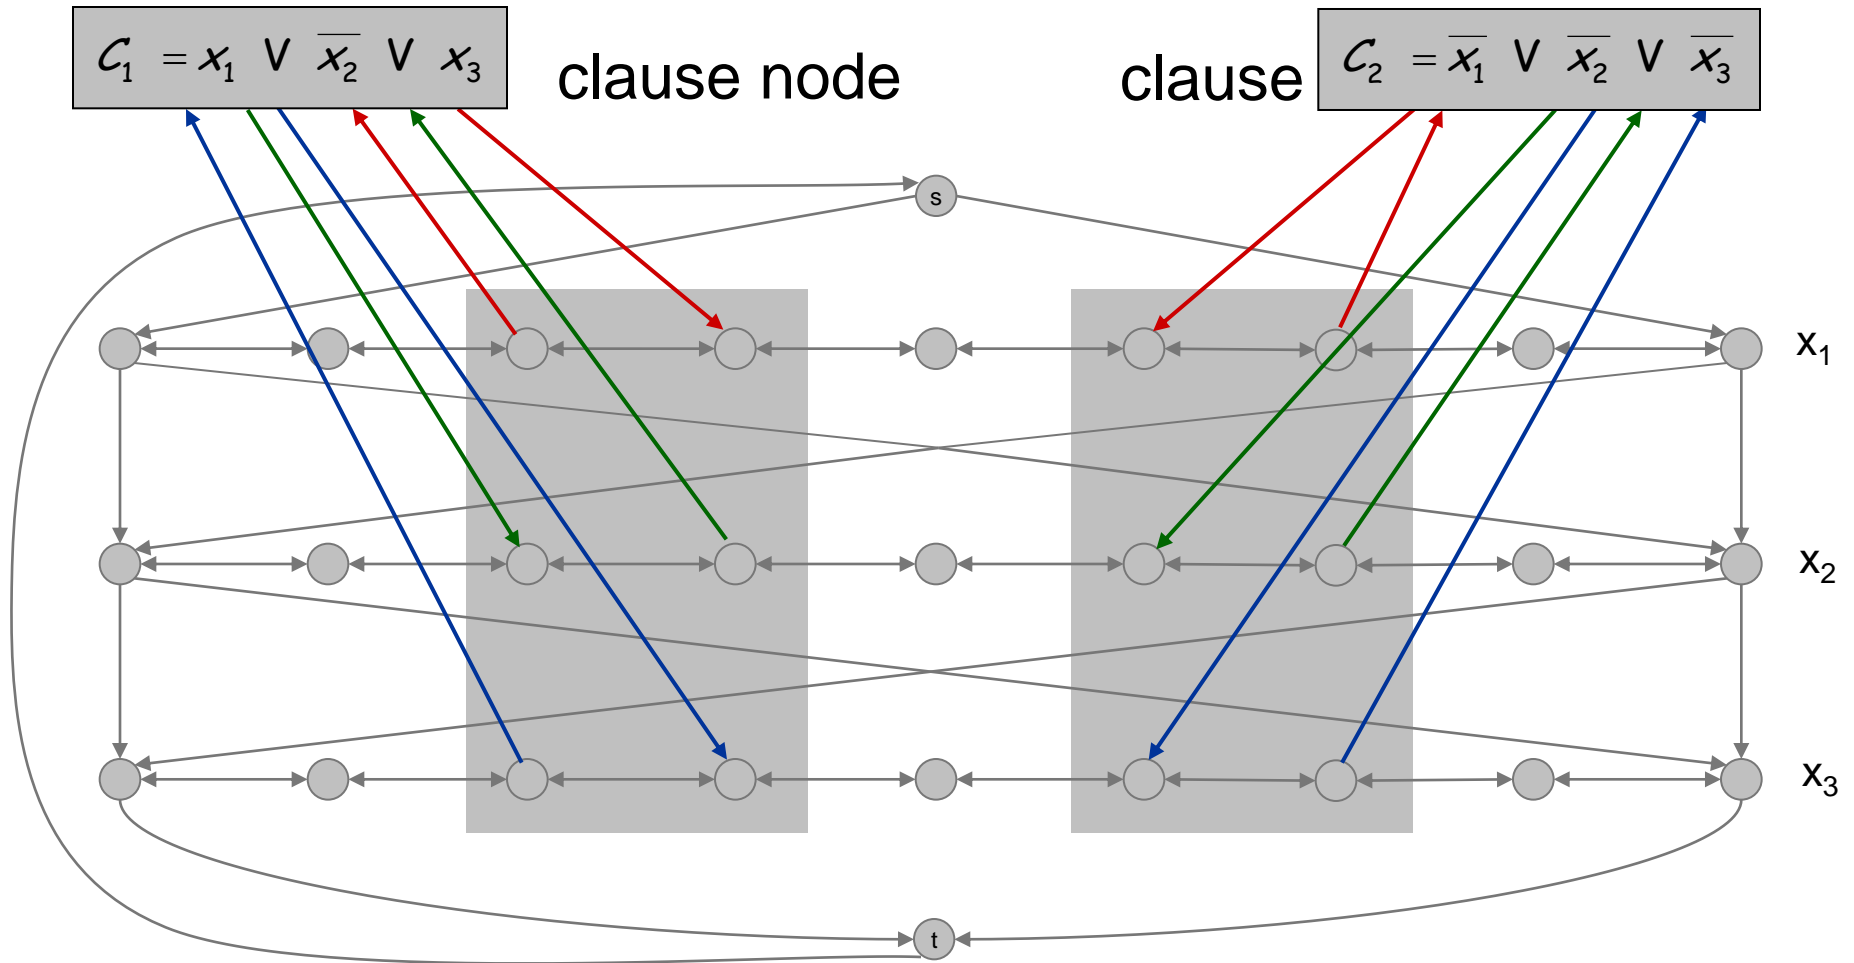 C₁ = x₁ ∨ x̅₂ ∨ x₃
clause node
clause
C₂ = x̅₁ ∨ x̅₂ ∨ x̅₃
s
x₁
x₂
x₃
t